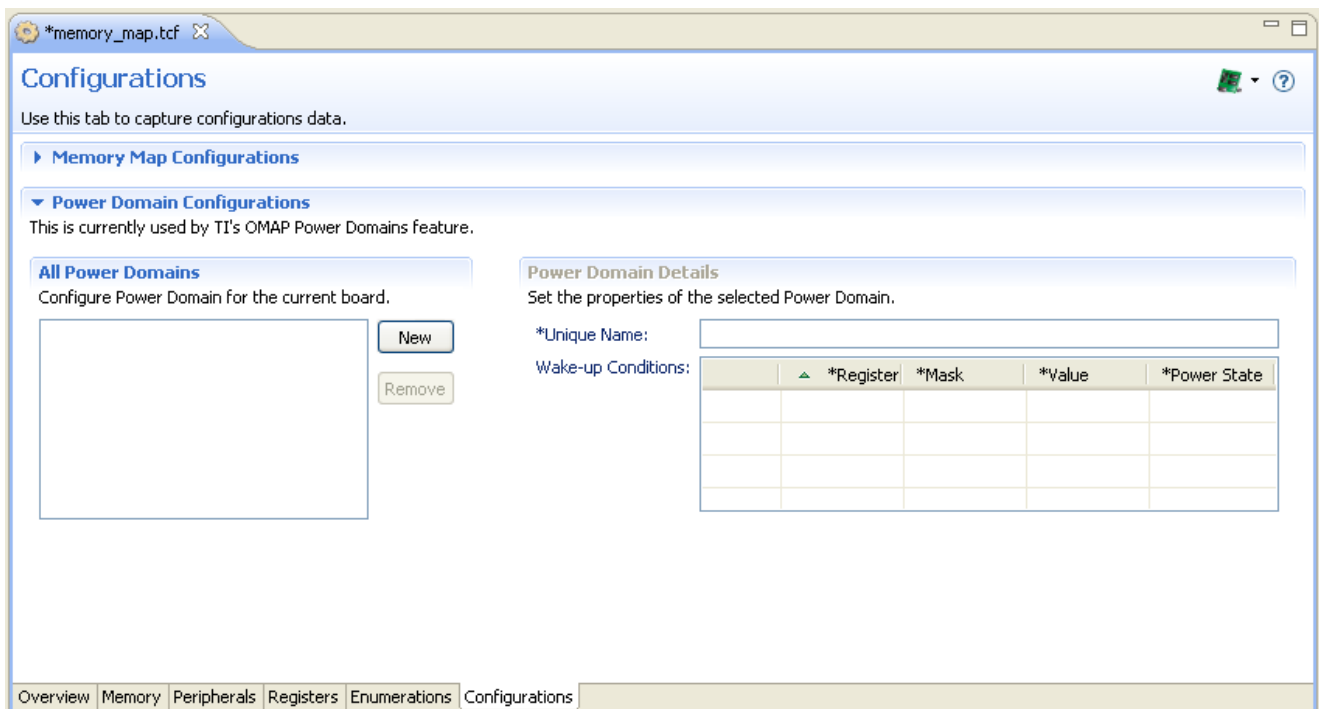 *memory_map.tcf
Configurations
Use this tab to capture configurations data.
Memory Map Configurations
Power Domain Configurations
This is currently used by TI's OMAP Power Domains feature.
All Power Domains
Configure Power Domain for the current board.
New
Remove
Power Domain Details
Set the properties of the selected Power Domain.
*Unique Name:
Wake-up Conditions:
*Register *Mask *Value *Power State
Overview Memory Peripherals Registers Enumerations Configurations